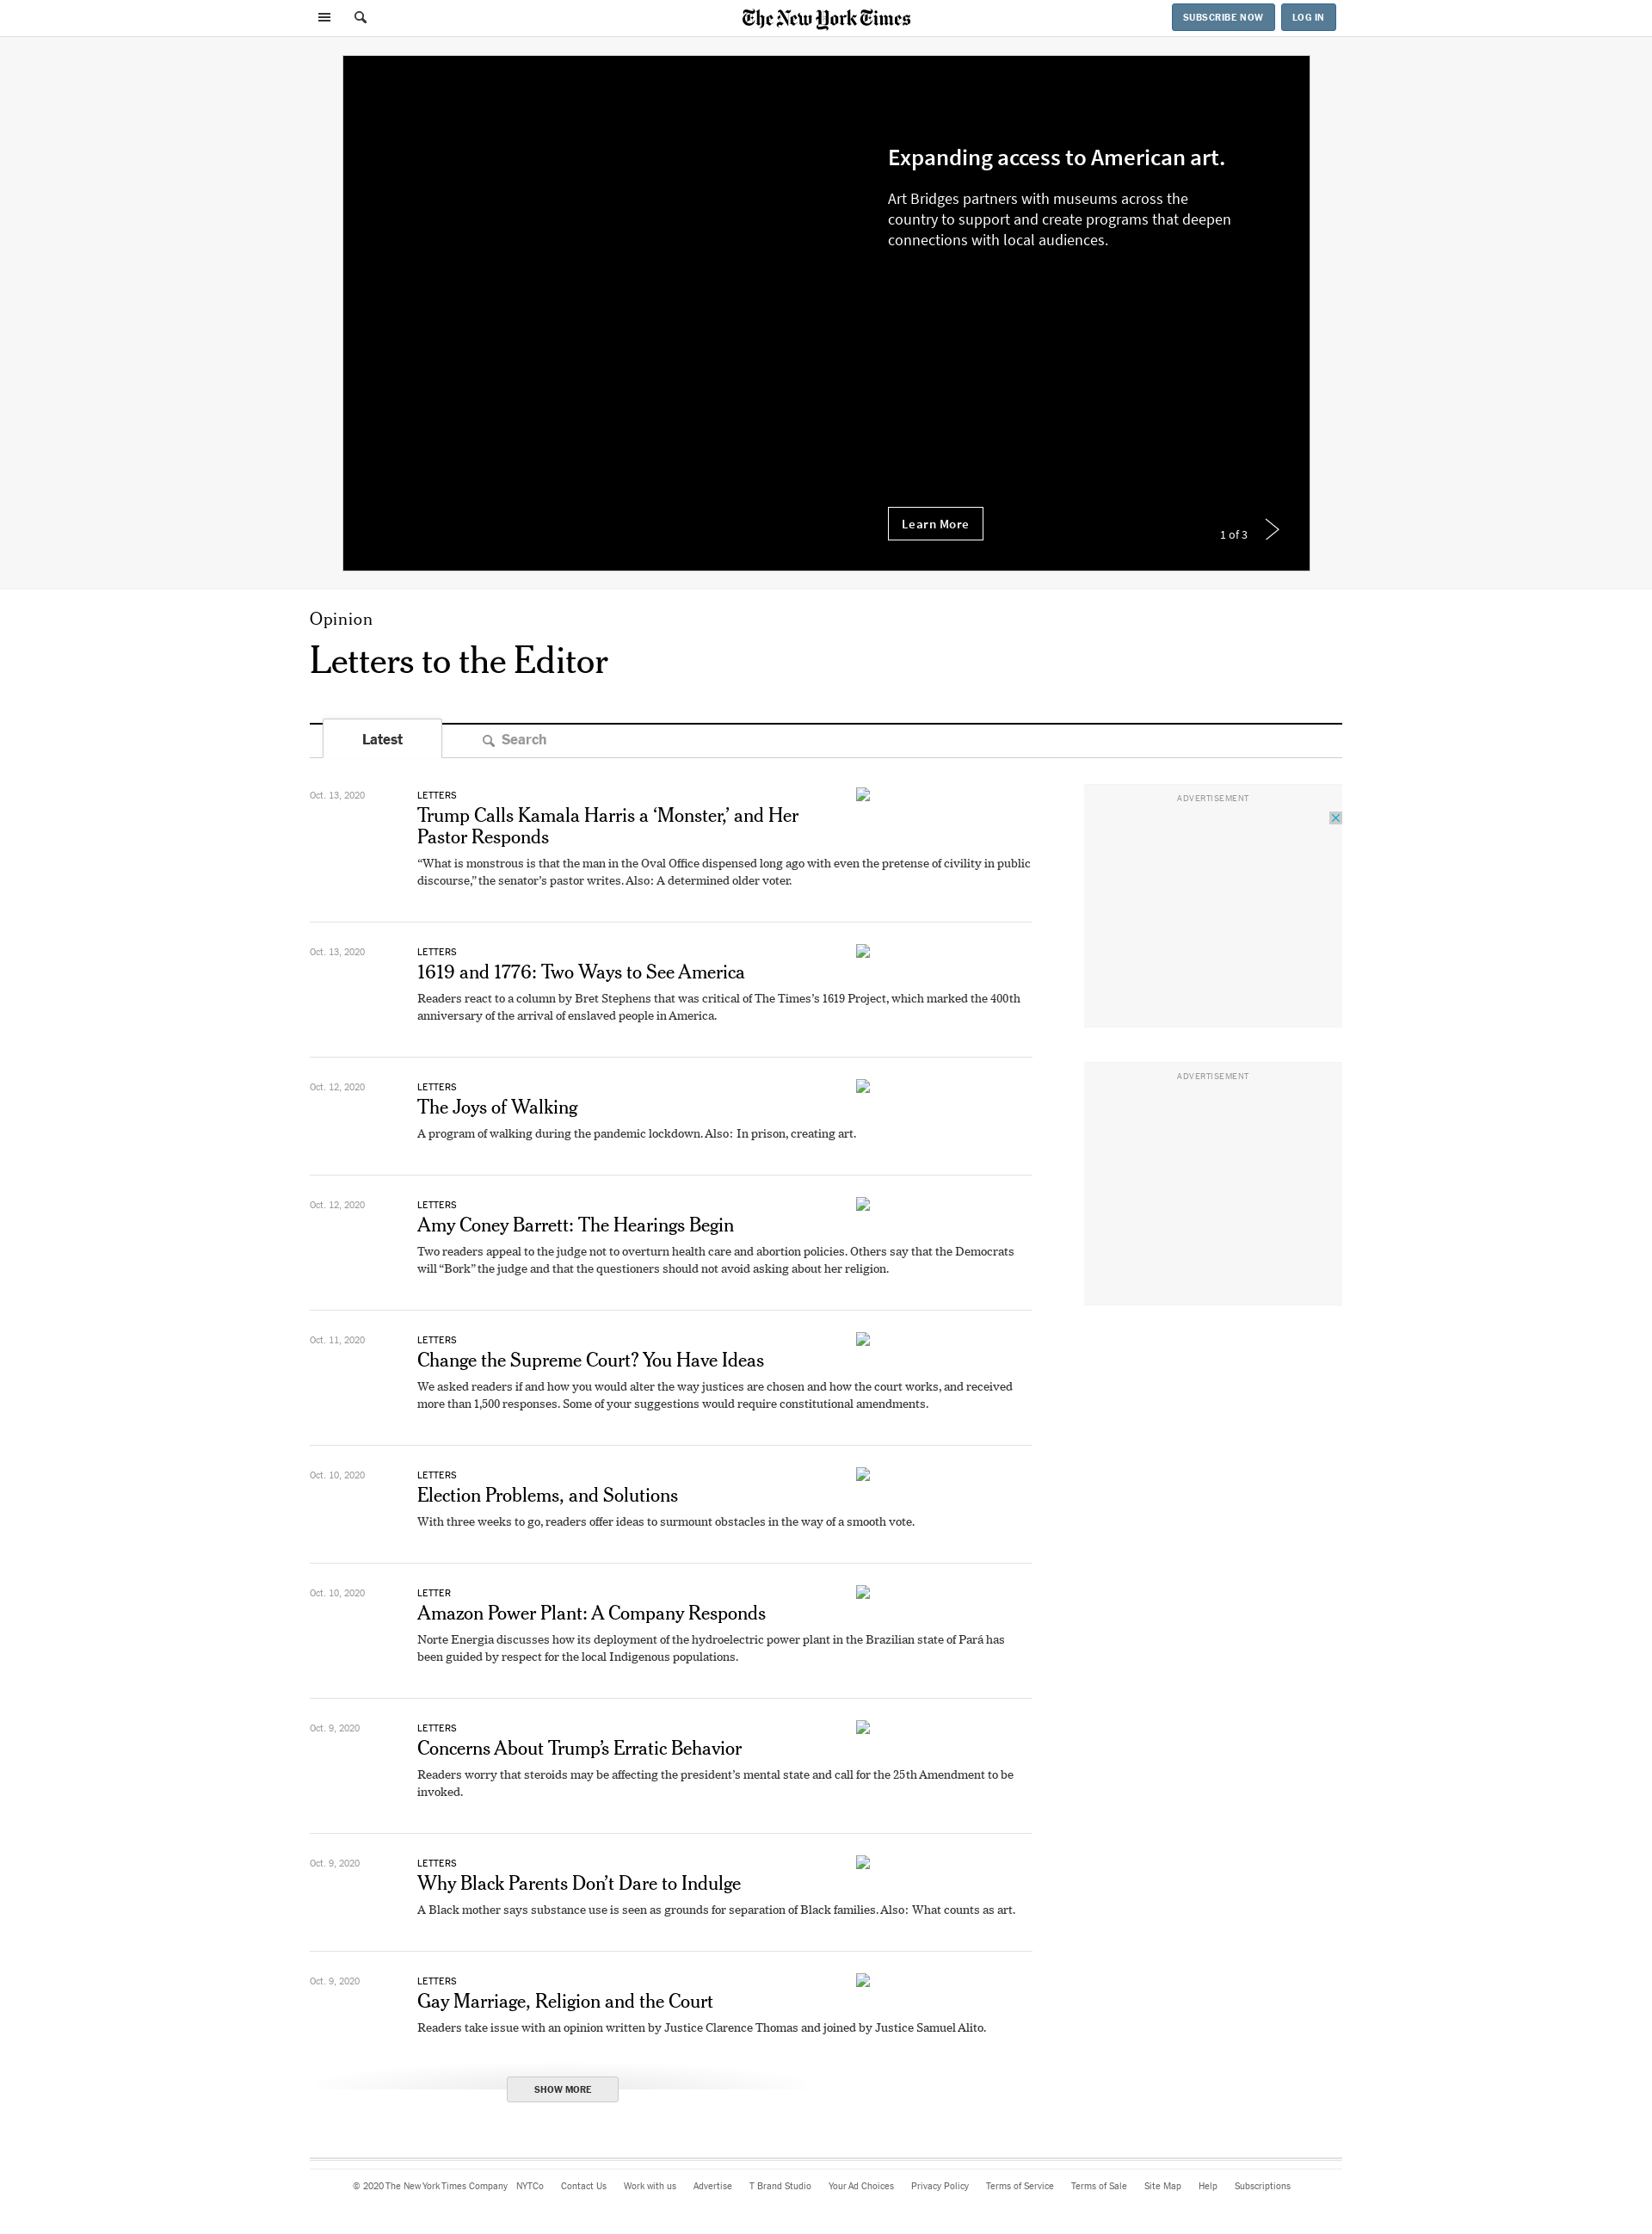 The New York Times
SUBSCRIBE NOW
LOG IN
Expanding access to American art.
Art Bridges partners with museums across the
country to support and create programs that deepen
connections with local audiences.
Learn More
1 of 3
Opinion
Letters to the Editor
Latest
Search
Oct. 13, 2020
LETTERS
Trump Calls Kamala Harris a ‘Monster,’ and Her
Pastor Responds
“What is monstrous is that the man in the Oval Office dispensed long ago with even the pretense of civility in public
discourse,” the senator’s pastor writes. Also: A determined older voter.
ADVERTISEMENT
Oct. 13, 2020
LETTERS
1619 and 1776: Two Ways to See America
Readers react to a column by Bret Stephens that was critical of The Times’s 1619 Project, which marked the 400th
anniversary of the arrival of enslaved people in America.
ADVERTISEMENT
Oct. 12, 2020
LETTERS
The Joys of Walking
A program of walking during the pandemic lockdown. Also: In prison, creating art.
Oct. 12, 2020
LETTERS
Amy Coney Barrett: The Hearings Begin
Two readers appeal to the judge not to overturn health care and abortion policies. Others say that the Democrats
will “Bork” the judge and that the questioners should not avoid asking about her religion.
Oct. 11, 2020
LETTERS
Change the Supreme Court? You Have Ideas
We asked readers if and how you would alter the way justices are chosen and how the court works, and received
more than 1,500 responses. Some of your suggestions would require constitutional amendments.
Oct. 10, 2020
LETTERS
Election Problems, and Solutions
With three weeks to go, readers offer ideas to surmount obstacles in the way of a smooth vote.
Oct. 10, 2020
LETTER
Amazon Power Plant: A Company Responds
Norte Energia discusses how its deployment of the hydroelectric power plant in the Brazilian state of Pará has
been guided by respect for the local Indigenous populations.
Oct. 9, 2020
LETTERS
Concerns About Trump’s Erratic Behavior
Readers worry that steroids may be affecting the president’s mental state and call for the 25th Amendment to be
invoked.
Oct. 9, 2020
LETTERS
Why Black Parents Don’t Dare to Indulge
A Black mother says substance use is seen as grounds for separation of Black families. Also: What counts as art.
Oct. 9, 2020
LETTERS
Gay Marriage, Religion and the Court
Readers take issue with an opinion written by Justice Clarence Thomas and joined by Justice Samuel Alito.
SHOW MORE
© 2020 The New York Times Company NYTCo Contact Us Work with us Advertise T Brand Studio Your Ad Choices Privacy Policy Terms of Service Terms of Sale Site Map Help Subscriptions